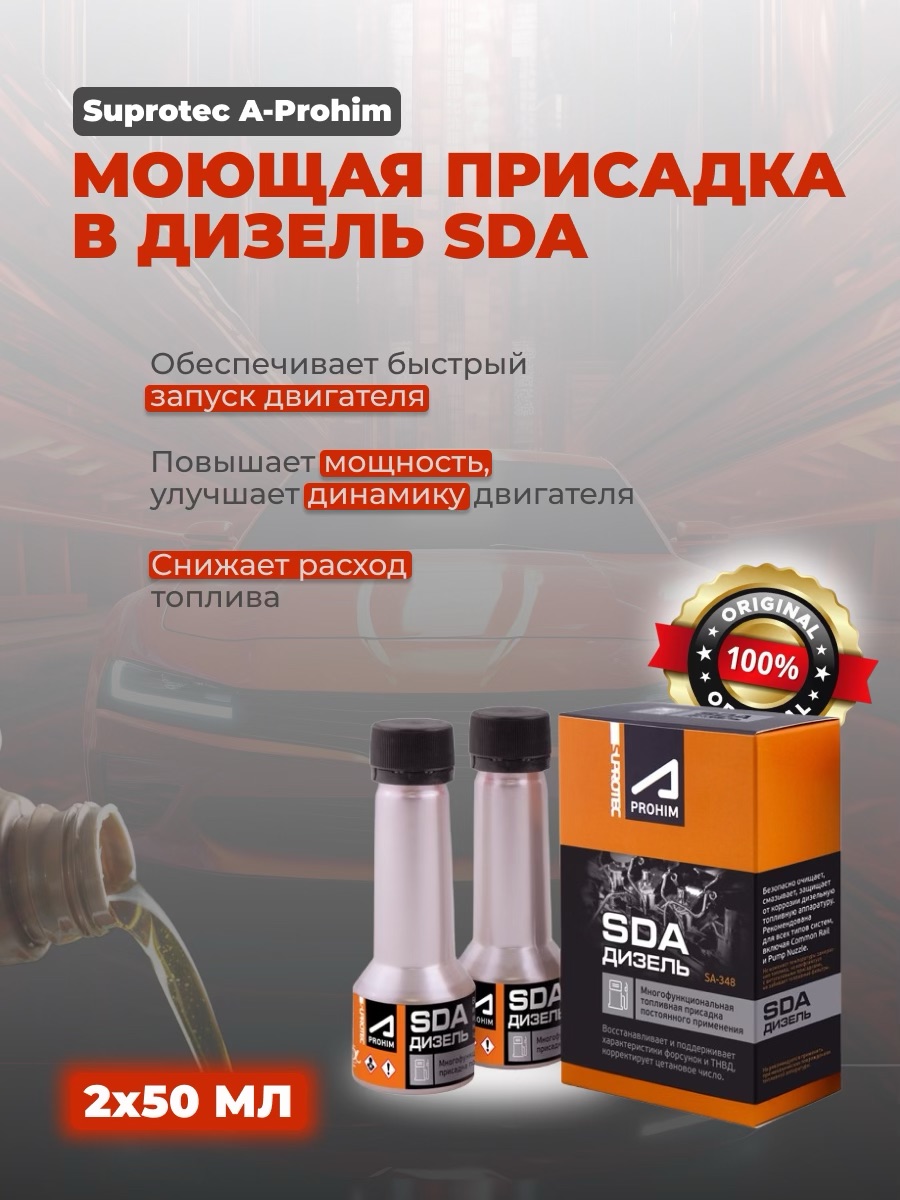 Suprotec A-Prohim
МОЮЩАЯ ПРИСАДКА
В ДИЗЕЛЬ SDA
Обеспечивает быстрый
запуск двигателя
Повышает мощность,
улучшает динамику двигателя
Снижает расход
топлива
ORIGINAL
100%
SUPROTEC
PROHIM
SDA
ДИЗЕЛЬ
SA-348
Многофункциональная
топливная присадка
постоянного применения
Восстанавливает и поддерживает
характеристики форсунок и ТНВД,
корректирует цетановое число.
Безопасно очищает,
смазывает, защищает
от коррозии дизельную
топливную аппаратуру.
Рекомендована
для всех типов систем,
включая Common Rail
и Pump Nuzzle.
SDA
ДИЗЕЛЬ
PROHIM
SDA
ДИЗЕЛЬ
SDA
ДИЗЕЛЬ
2x50 МЛ